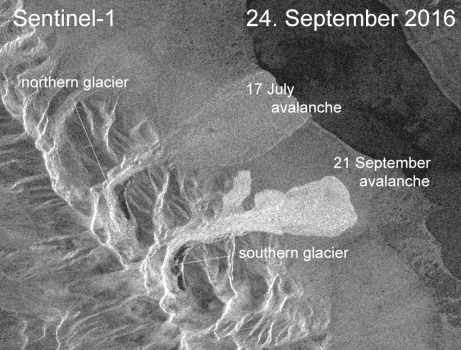 Sentinel-1
24. September 2016
northern glacier
17 July
avalanche
21 September
avalanche
southern glacier